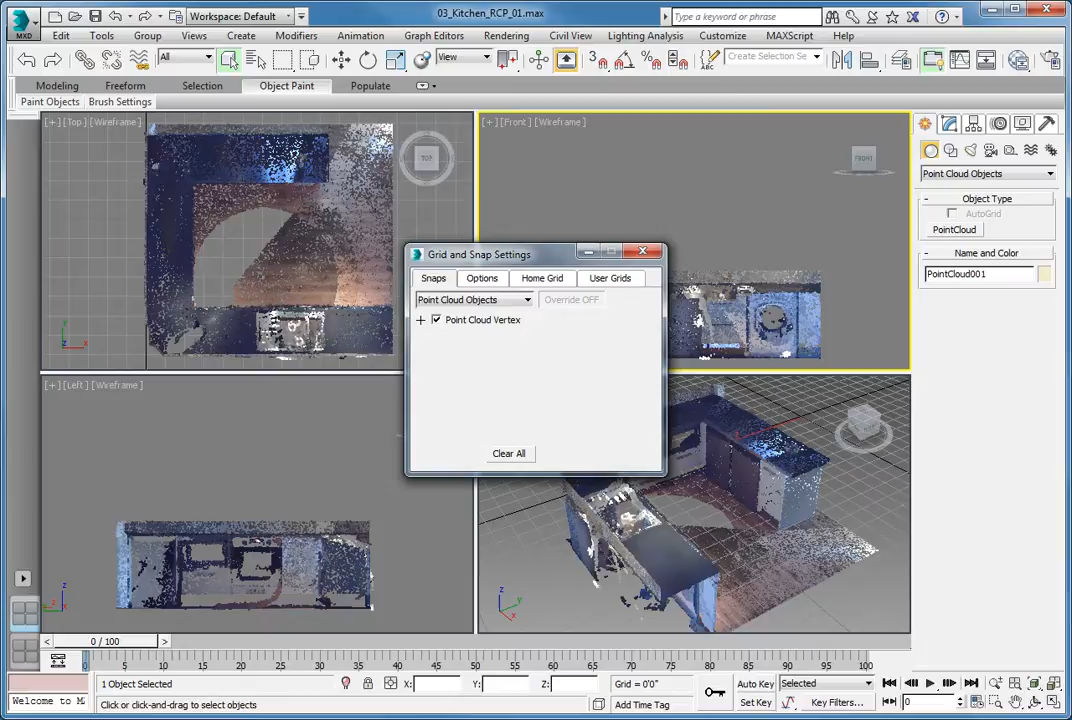 Workspace: Default
03_Kitchen_RCP_01.max
Type a keyword or phrase
MXD
Edit Tools Group Views Create Modifiers Animation Graph Editors Rendering Civil View Lighting Analysis Customize MAXScript Help
All
View
Create Selection Se
Modeling Freeform Selection Object Paint Populate
Paint Objects Brush Settings
[+][Top][Wireframe]
TOP
[+][Front][Wireframe]
FRONT
Point Cloud Objects
Object Type
AutoGrid
PointCloud
Name and Color
PointCloud001
Grid and Snap Settings
Snaps Options Home Grid User Grids
Point Cloud Objects Override OFF
Point Cloud Vertex
Clear All
[+][Left][Wireframe]
z
x
y
z
y
x
z
< 0 / 100 >
0 5 10 15 20 25 30 35 40 45 50 55 60 65 70 75 80 85 90 95 100
1 Object Selected X: Y: Z: Grid = 0'0" Auto Key Selected
Welcome to M Click or click-and-drag to select objects Add Time Tag Set Key Key Filters... 0